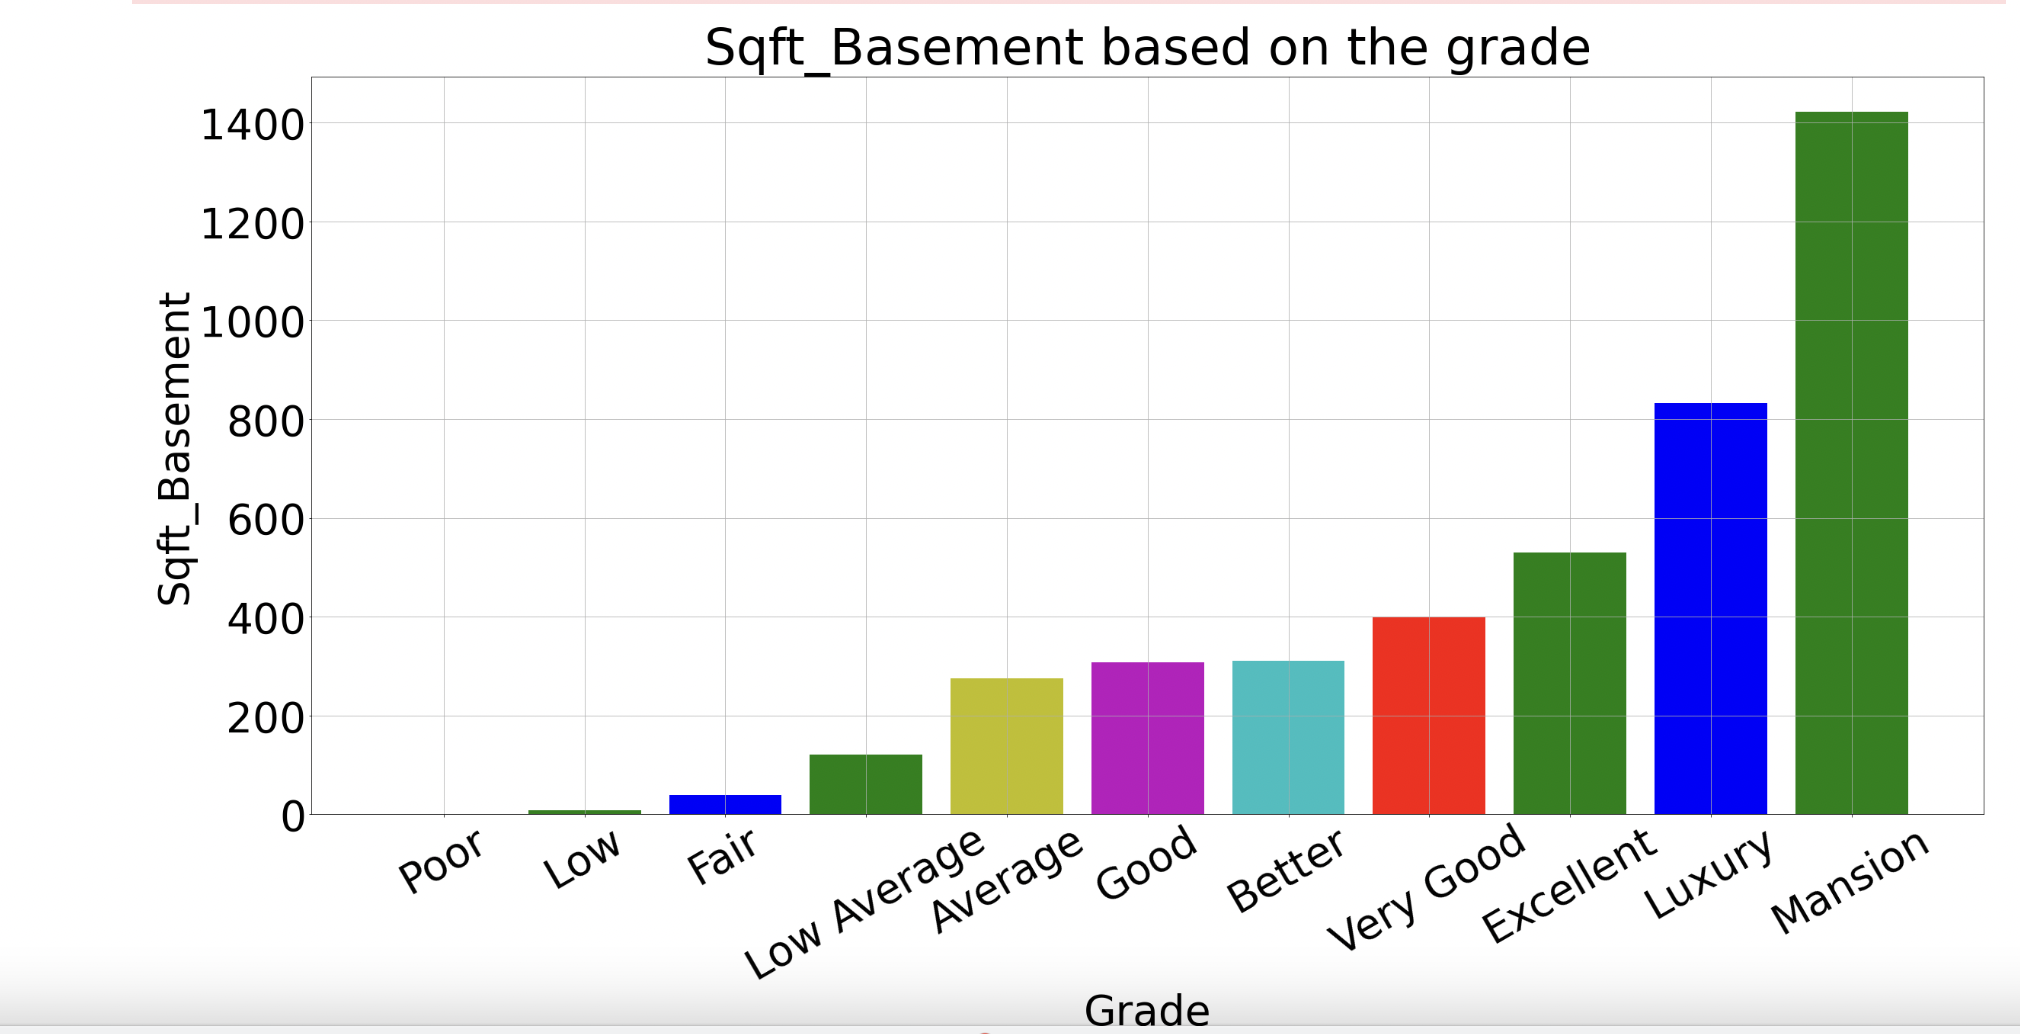 Sqft_Basement based on the grade
1400
1200
1000
800
600
400
200
0
Sqft_Basement
Poor
Low
Fair
Low Average
Average
Good
Better
Very Good
Excellent
Luxury
Mansion
Grade